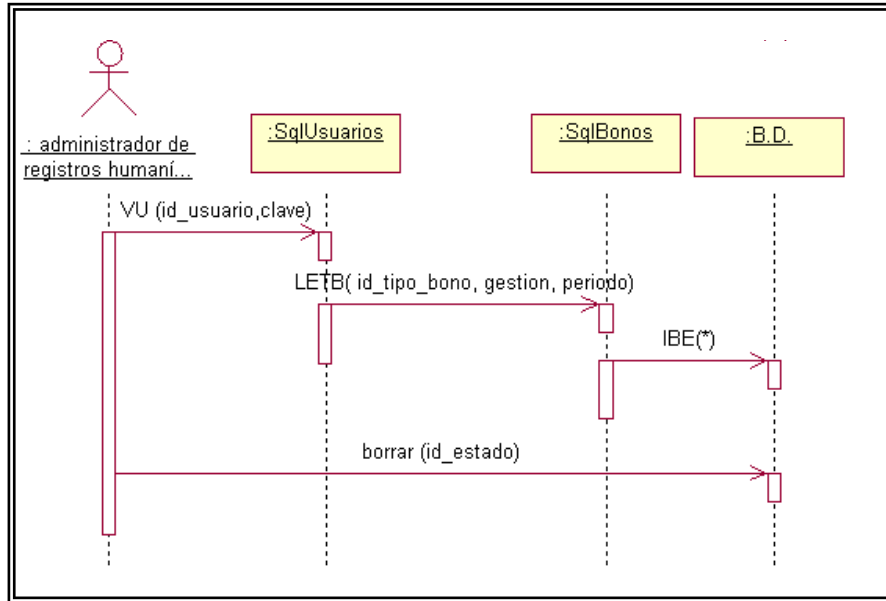 : administrador de
registros humaní...
:SqlUsuarios
:SqlBonos
:B.D.
VU (id_usuario,clave)
LETB( id_tipo_bono, gestion, periodo)
IBE(*)
borrar (id_estado)